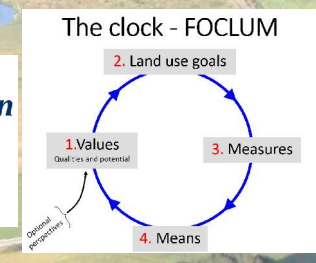 The clock - FOCLUM
2. Land use goals
n
1.Values
Qualities and potential
3. Measures
Optional
perspectives
4. Means